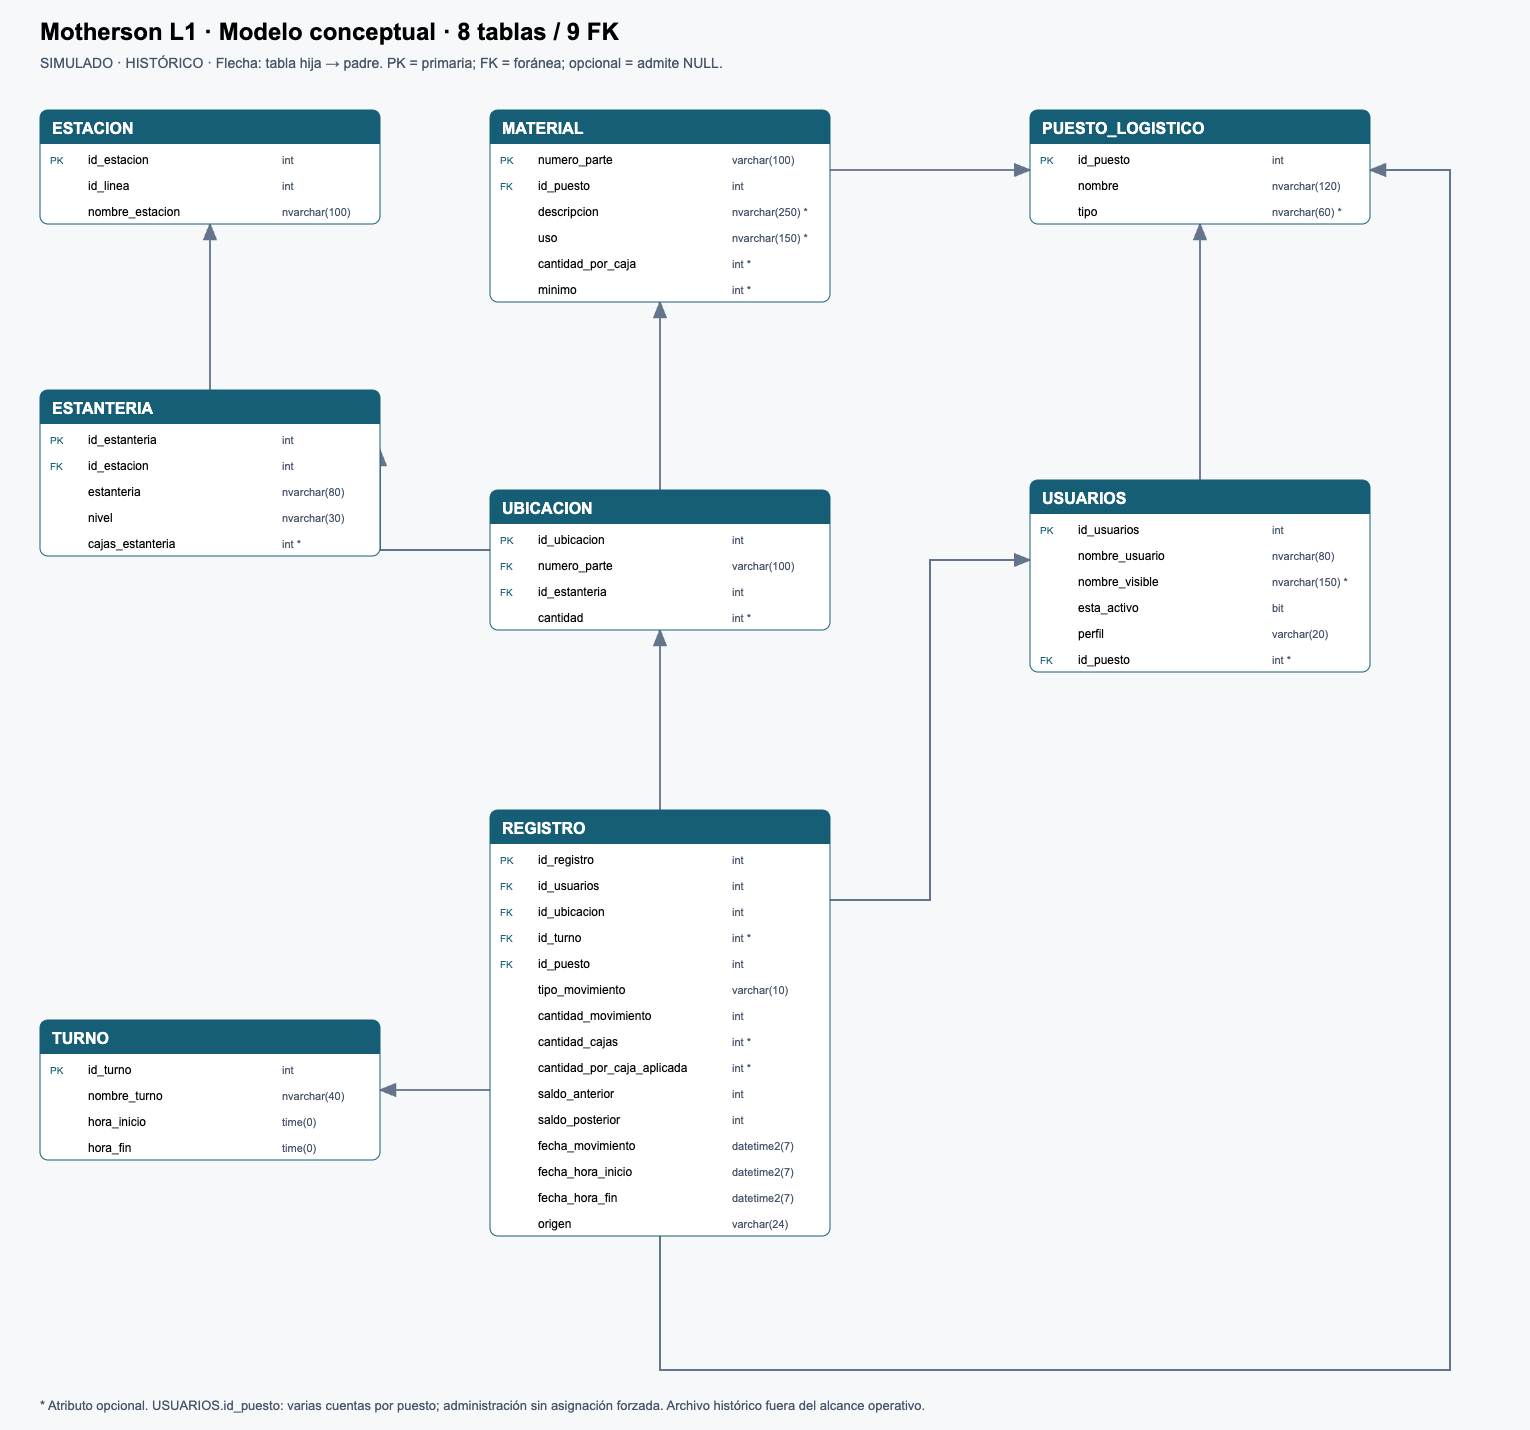 Motherson L1 · Modelo conceptual · 8 tablas / 9 FK
SIMULADO · HISTÓRICO · Flecha: tabla hija → padre. PK = primaria; FK = foránea; opcional = admite NULL.
ESTACION
PK id_estacion int
id_linea int
nombre_estacion nvarchar(100)
MATERIAL
PK numero_parte varchar(100)
FK id_puesto int
descripcion nvarchar(250) *
uso nvarchar(150) *
cantidad_por_caja int *
minimo int *
PUESTO_LOGISTICO
PK id_puesto int
nombre nvarchar(120)
tipo nvarchar(60) *
ESTANTERIA
PK id_estanteria int
FK id_estacion int
estanteria nvarchar(80)
nivel nvarchar(30)
cajas_estanteria int *
UBICACION
PK id_ubicacion int
FK numero_parte varchar(100)
FK id_estanteria int
cantidad int *
USUARIOS
PK id_usuarios int
nombre_usuario nvarchar(80)
nombre_visible nvarchar(150) *
esta_activo bit
perfil varchar(20)
FK id_puesto int *
REGISTRO
PK id_registro int
FK id_usuarios int
FK id_ubicacion int
FK id_turno int *
FK id_puesto int
tipo_movimiento varchar(10)
cantidad_movimiento int
cantidad_cajas int *
cantidad_por_caja_aplicada int *
saldo_anterior int
saldo_posterior int
fecha_movimiento datetime2(7)
fecha_hora_inicio datetime2(7)
fecha_hora_fin datetime2(7)
origen varchar(24)
TURNO
PK id_turno int
nombre_turno nvarchar(40)
hora_inicio time(0)
hora_fin time(0)
* Atributo opcional. USUARIOS.id_puesto: varias cuentas por puesto; administración sin asignación forzada. Archivo histórico fuera del alcance operativo.